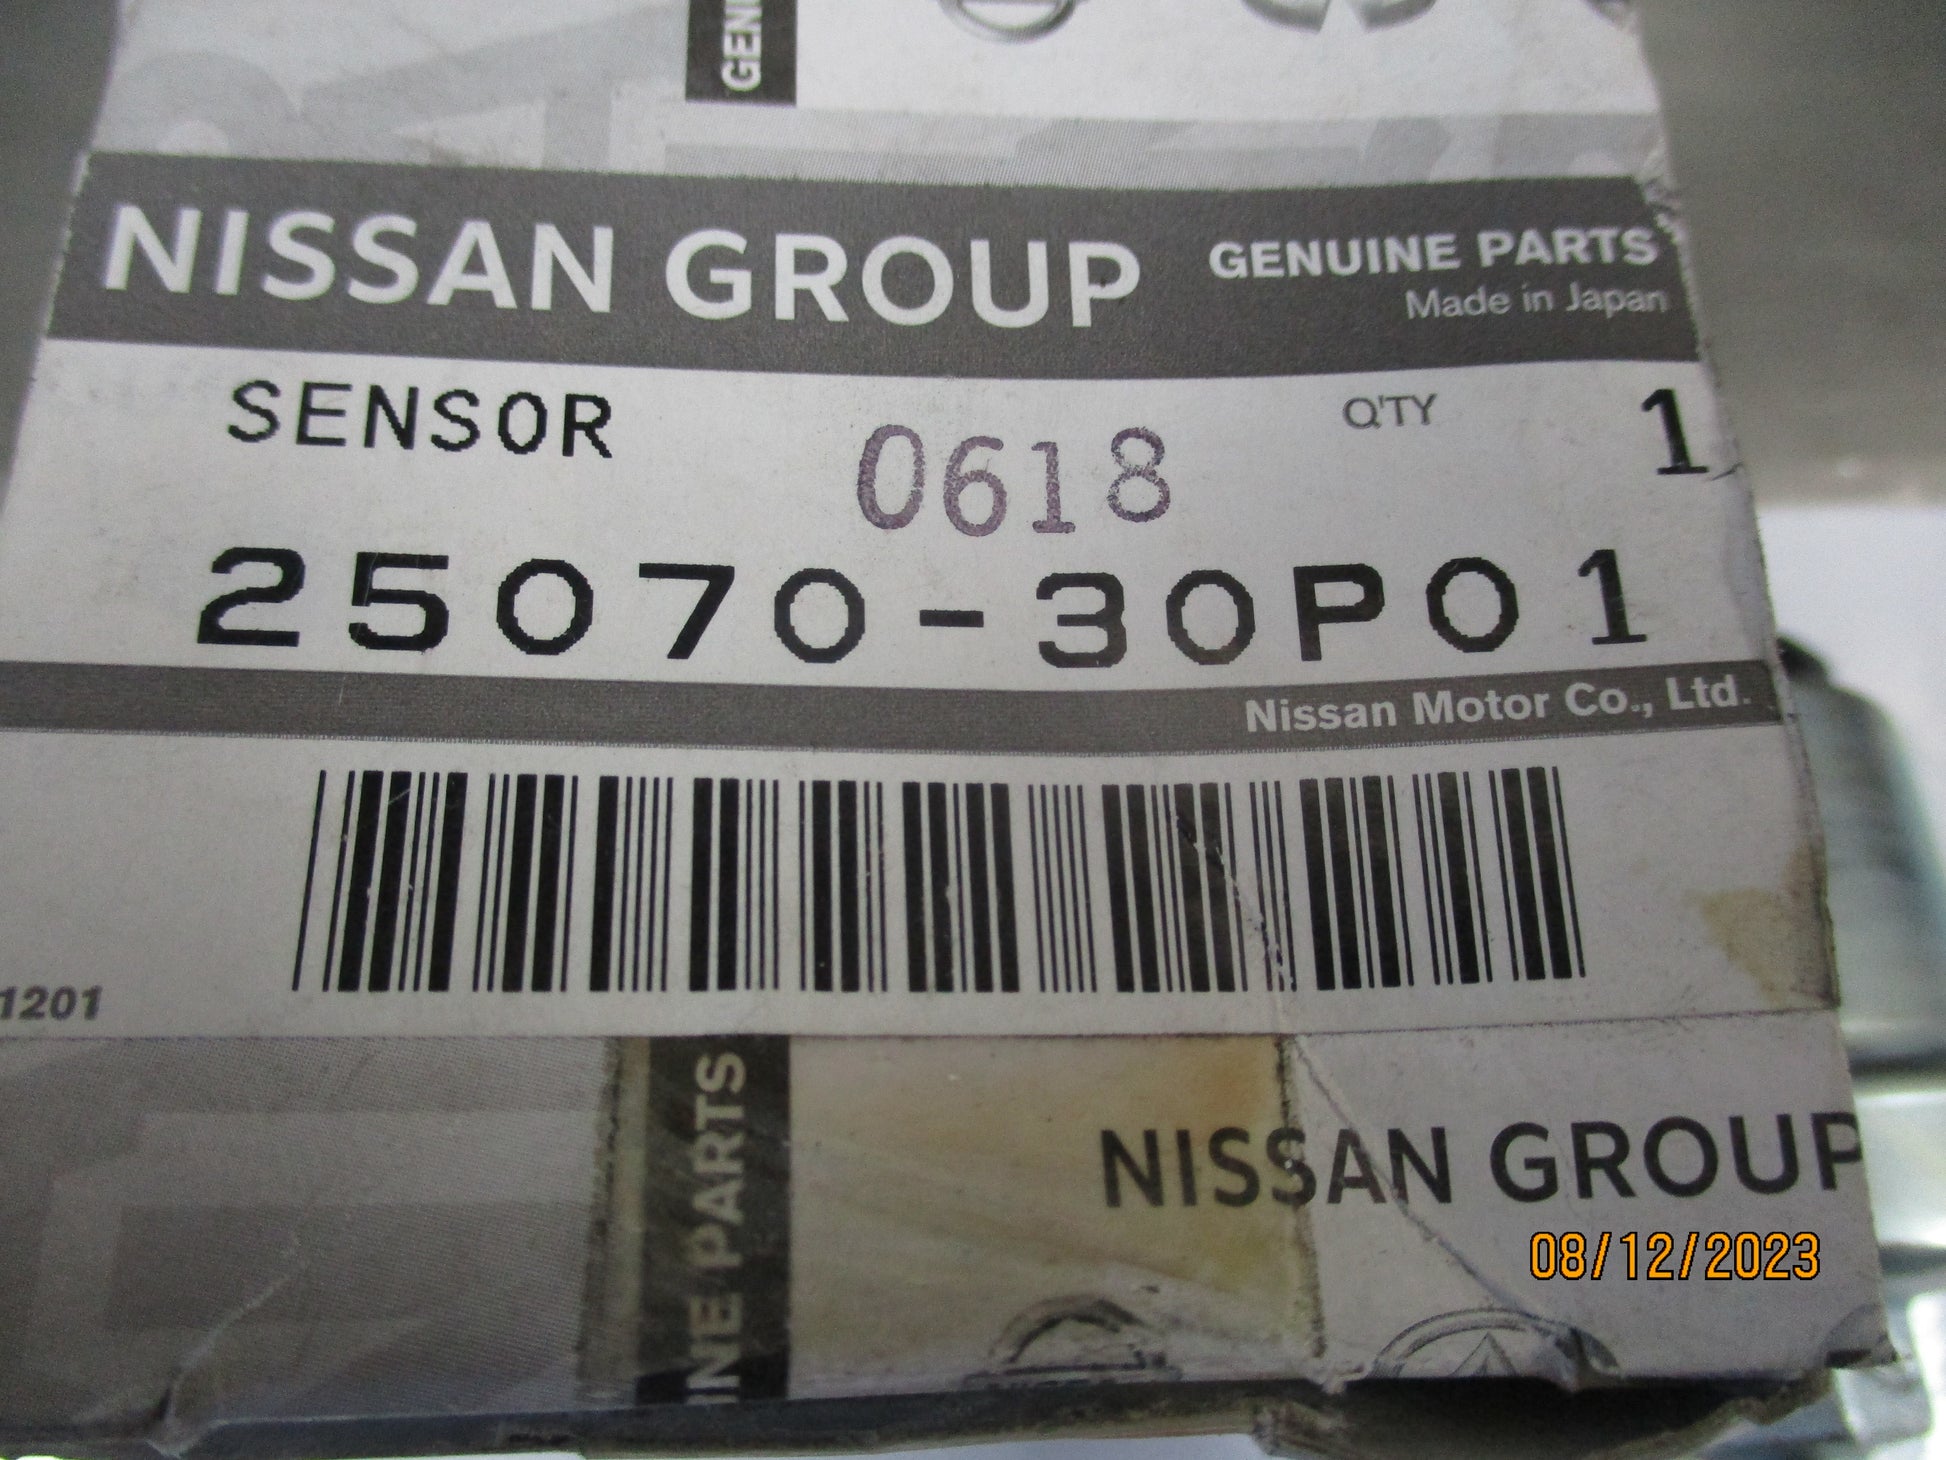 GEN
NISSAN GROUP
GENUINE PARTS
Made in Japan
SENSOR
0618
Q'TY 1
25070-30P01
Nissan Motor Co., Ltd.
1201
INE PARTS
NISSAN GROUP
08/12/2023